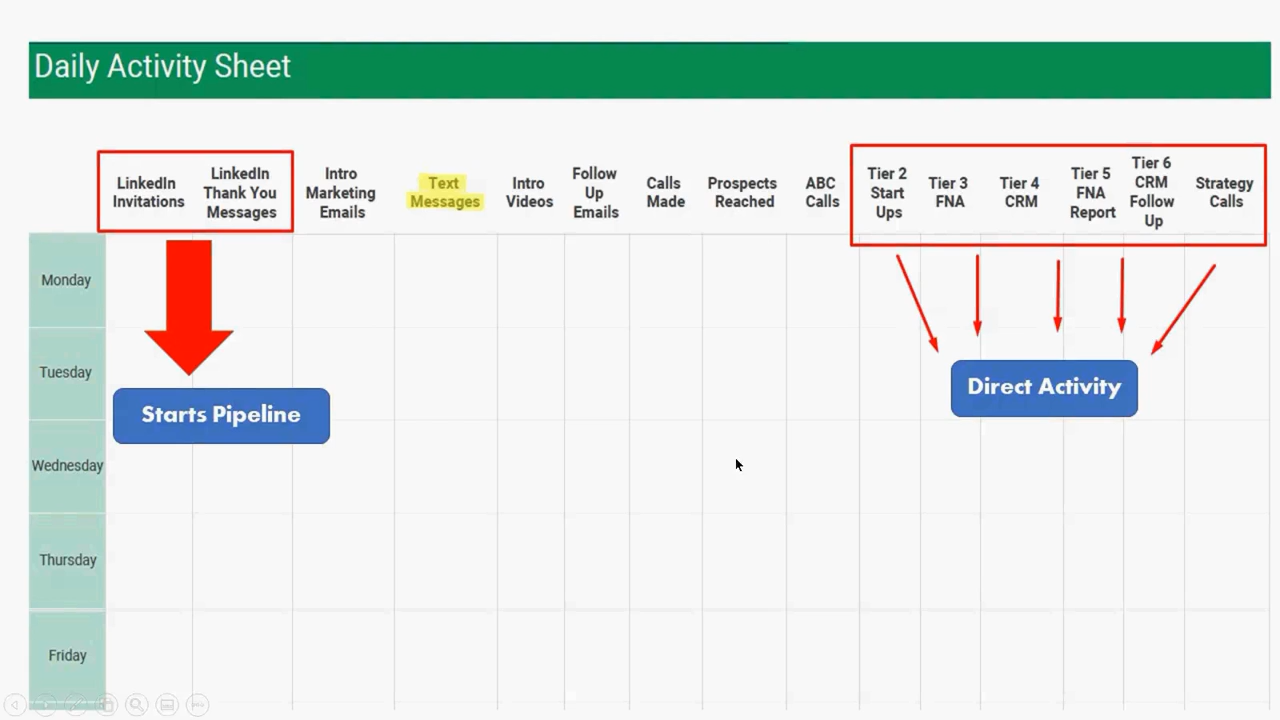 Daily Activity Sheet
LinkedIn
Invitations
LinkedIn
Thank You
Messages
Intro
Marketing
Emails
Text
Messages
Intro
Videos
Follow
Up
Emails
Calls
Made
Prospects
Reached
ABC
Calls
Tier 2
Start
Ups
Tier 3
FNA
Tier 4
CRM
Tier 5
FNA
Report
Tier 6
CRM
Follow
Up
Strategy
Calls
Monday
Tuesday
Starts Pipeline
Direct Activity
Wednesday
Thursday
Friday